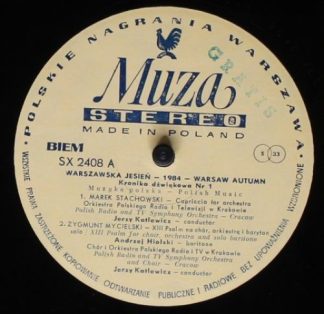 POLSKIE NAGRANIA WARSZAWA
GRATIS
Muza
STEREO
MADE IN POLAND
BIEM
SX 2408 A
33
WARSZAWSKA JESIEŃ — 1984 — WARSAW AUTUMN
Kronika dźwiękowa Nr 1
Muzyka polska — Polish Music
1. MAREK STACHOWSKI — Capriccio for orchestra
Orkiestra Polskiego Radia i Telewizji w Krakowie
Polish Radio and TV Symphony Orchestra — Cracow
Jerzy Katlewicz — conductor
2. ZYGMUNT MYCIELSKI — XIII Psalm na chór, orkiestrę i baryton
solo / XIII Psalm for choir, orchestra and solo baritone
Andrzej Hiolski — baritone
Chór i Orkiestra Polskiego Radia i TV w Krakowie
Polish Radio and TV Symphony Orchestra
and Choir — Cracow
Jerzy Katlewicz — conductor
WSZYSTKIE PRAWA ZASTRZEŻONE KOPIOWANIE ODTWARZANIE PUBLICZNE I RADIOWE BEZ UPOWAŻNIENIA WZBRONIONE